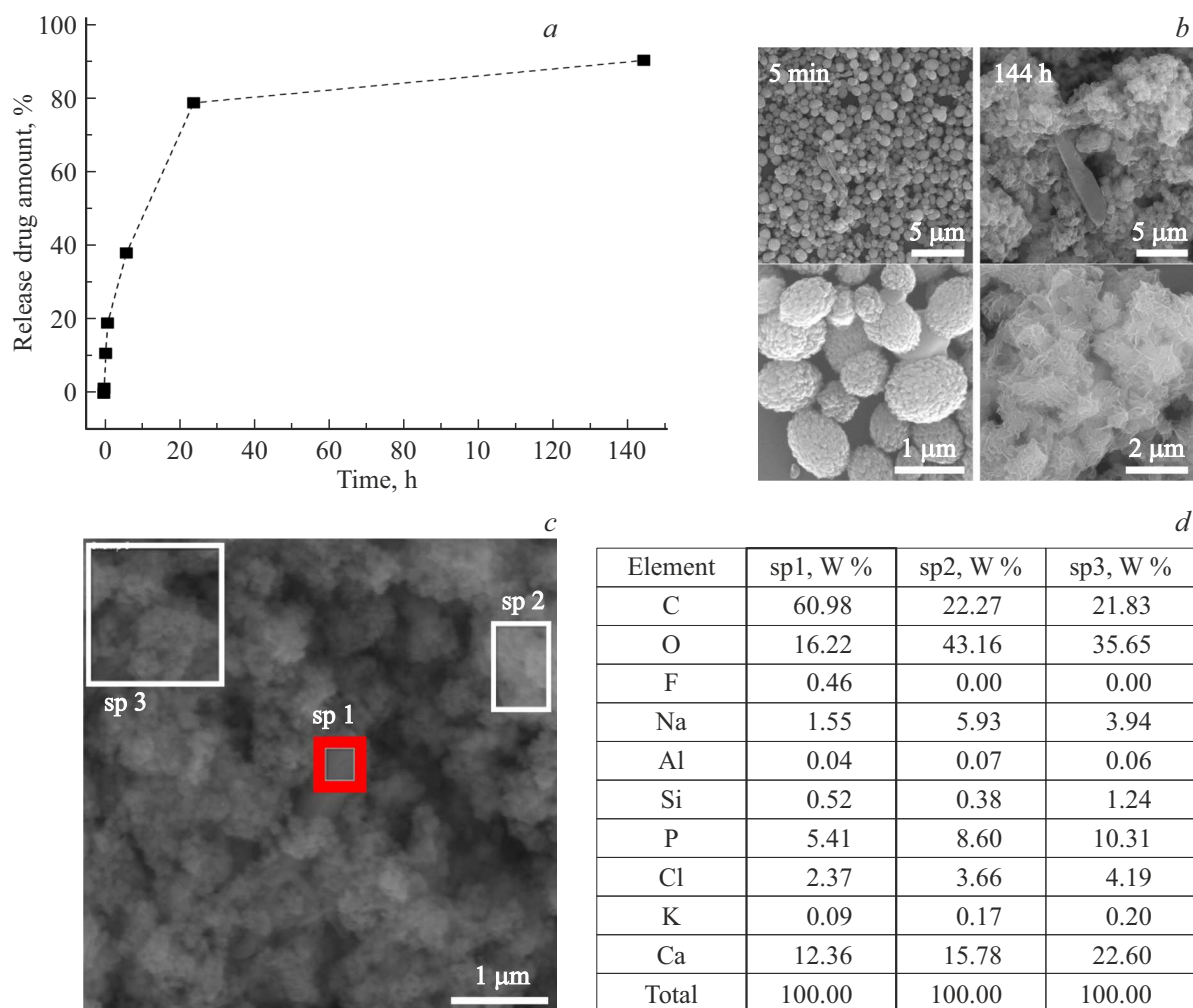 a
100
80
60
40
20
0
Release drug amount, %
0 20 40 60 80 10 120 140
Time, h
b
5 min
144 h
5 µm
5 µm
1 µm
2 µm
c
sp 2
sp 3
sp 1
1 µm
d
Element sp1, W % sp2, W % sp3, W %
C 60.98 22.27 21.83
O 16.22 43.16 35.65
F 0.46 0.00 0.00
Na 1.55 5.93 3.94
Al 0.04 0.07 0.06
Si 0.52 0.38 1.24
P 5.41 8.60 10.31
Cl 2.37 3.66 4.19
K 0.09 0.17 0.20
Ca 12.36 15.78 22.60
Total 100.00 100.00 100.00